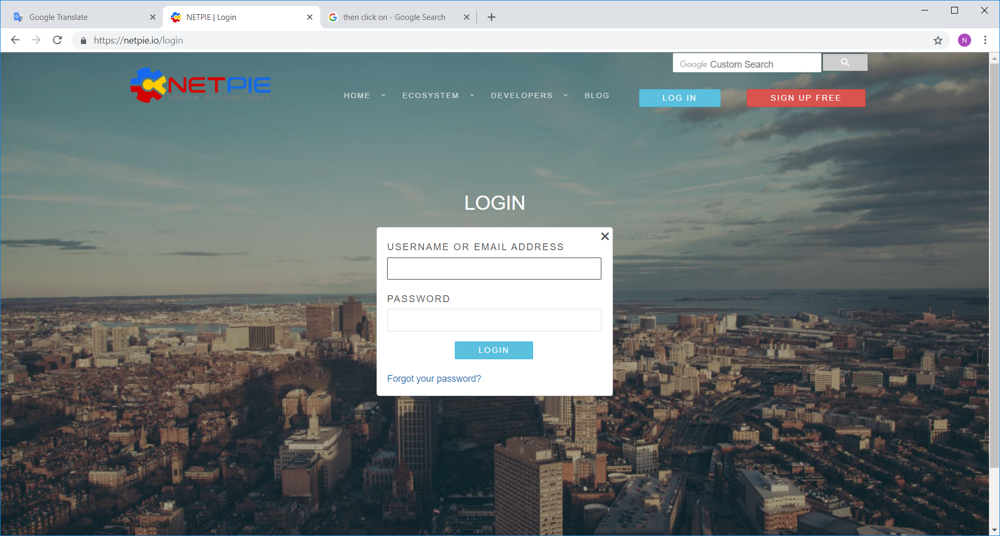 Google Translate
NETPIE | Login
then click on - Google Search
https://netpie.io/login
N
Google Custom Search
NETPIE
where things chat
HOME
ECOSYSTEM
DEVELOPERS
BLOG
LOG IN
SIGN UP FREE
LOGIN
USERNAME OR EMAIL ADDRESS
PASSWORD
LOGIN
Forgot your password?